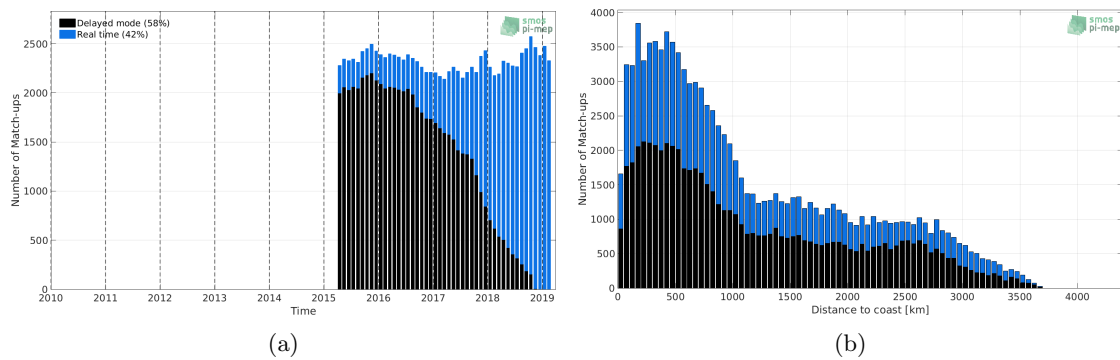 Delayed mode (58%)
Real time (42%)
smos
pi-mep
Number of Match-ups
2500
2000
1500
1000
500
0
2010 2011 2012 2013 2014 2015 2016 2017 2018 2019
Time
(a)
smos
pi-mep
Number of Match-ups
4000
3500
3000
2500
2000
1500
1000
500
0
0 500 1000 1500 2000 2500 3000 3500 4000
Distance to coast [km]
(b)